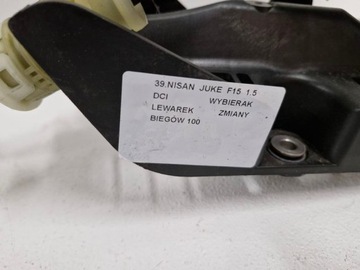 39.NISAN JUKE F15 1.5
DCI WYBIERAK
LEWAREK ZMIANY
BIEGÓW 100